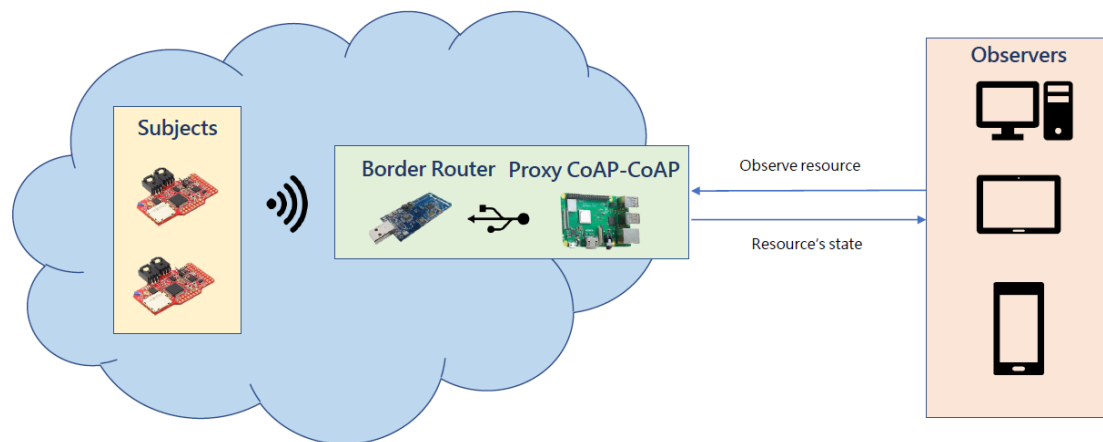 Observers
Subjects
Border Router
Proxy CoAP-CoAP
Observe resource
Resource's state